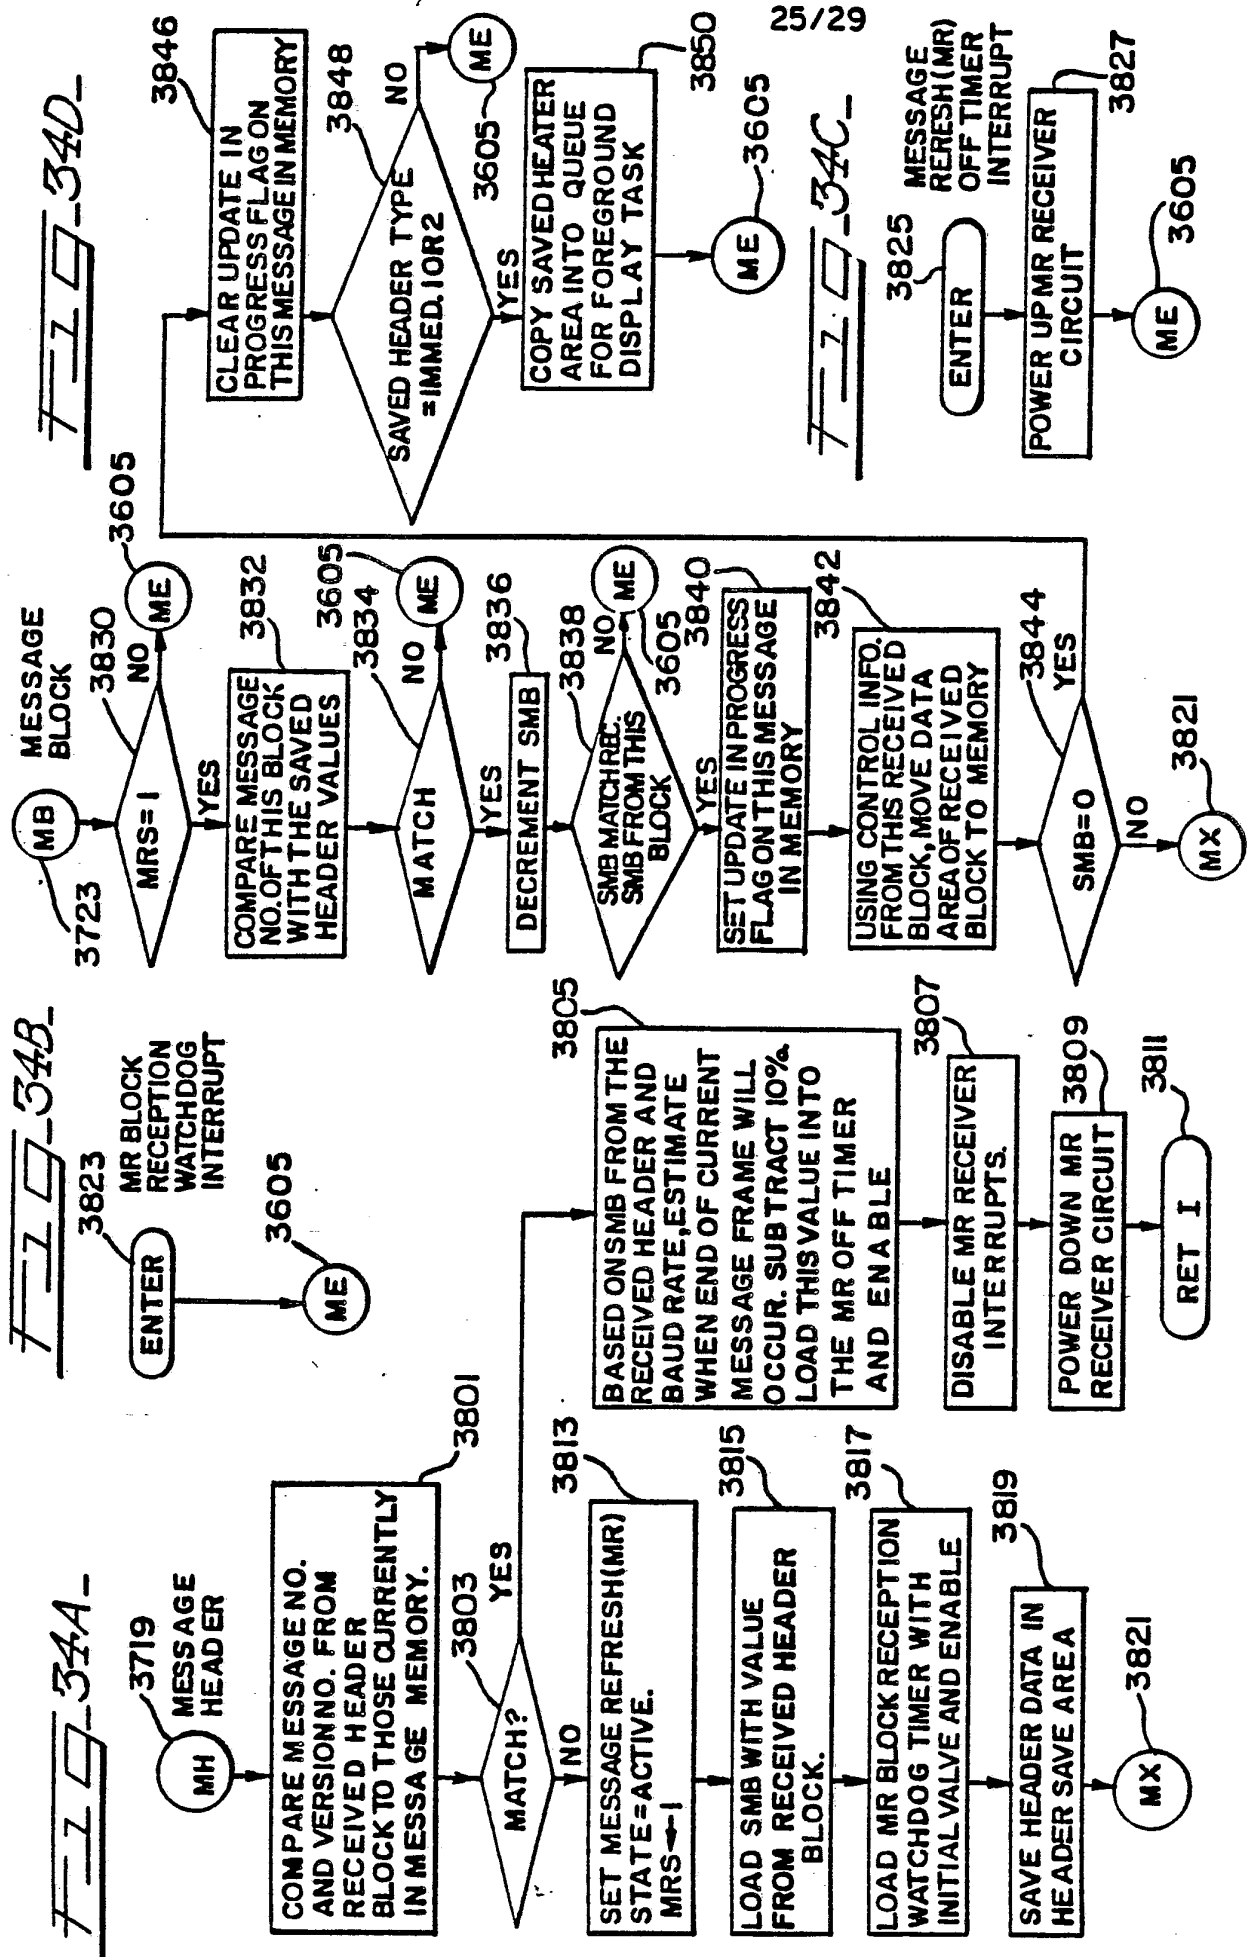 25/29
FIG_34A_
3719
MH
MESSAGE
HEADER
3801
COMPARE MESSAGE NO.
AND VERSION NO. FROM
RECEIVED HEADER
BLOCK TO THOSE CURRENTLY
IN MESSAGE MEMORY.
3803
MATCH?
YES
NO
3813
SET MESSAGE REFRESH (MR)
STATE=ACTIVE.
MRS←1
3815
LOAD SMB WITH VALUE
FROM RECEIVED HEADER
BLOCK.
3817
LOAD MR BLOCK RECEPTION
WATCHDOG TIMER WITH
INITIAL VALVE AND ENABLE
3819
SAVE HEADER DATA IN
HEADER SAVE AREA
MX
3821
3805
BASED ON SMB FROM THE
RECEIVED HEADER AND
BAUD RATE, ESTIMATE
WHEN END OF CURRENT
MESSAGE FRAME WILL
OCCUR. SUBTRACT 10%.
LOAD THIS VALUE INTO
THE MR OFF TIMER
AND ENABLE
3807
DISABLE MR RECEIVER
INTERRUPTS.
3809
POWER DOWN MR
RECEIVER CIRCUIT
3811
RET I
FIG_34B_
3823
ENTER
MR BLOCK
RECEPTION
WATCHDOG
INTERRUPT
ME
3605
FIG_34D_
3723
MB
MESSAGE
BLOCK
3830
MRS=1
NO
ME
3605
YES
3832
COMPARE MESSAGE
NO. OF THIS BLOCK
WITH THE SAVED
HEADER VALUES
3834
MATCH
NO
ME
3605
YES
3836
DECREMENT SMB
3838
SMB MATCH REC.
SMB FROM THIS
BLOCK
NO
ME
3605
YES
3840
SET UPDATE IN PROGRESS
FLAG ON THIS MESSAGE
IN MEMORY
3842
USING CONTROL INFO.
FROM THIS RECEIVED
BLOCK, MOVE DATA
AREA OF RECEIVED
BLOCK TO MEMORY
3844
SMB=0
YES
NO
MX
3821
3846
CLEAR UPDATE IN
PROGRESS FLAG ON
THIS MESSAGE IN MEMORY
3848
SAVED HEADER TYPE
=IMMED. 1 OR 2
NO
ME
3605
YES
3850
COPY SAVED HEATER
AREA INTO QUEUE
FOR FOREGROUND
DISPLAY TASK
ME
3605
FIG_34C_
3825
ENTER
MESSAGE
RERESH (MR)
OFF TIMER
INTERRUPT
3827
POWER UP MR RECEIVER
CIRCUIT
ME
3605